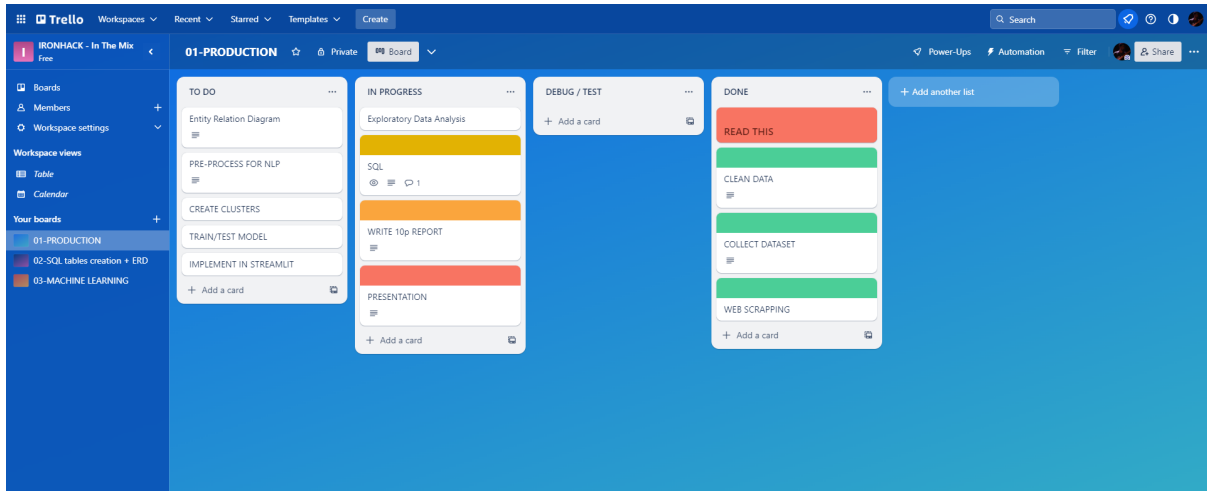 Trello Workspaces Recent Starred Templates Create Search
I IRONHACK - In The Mix
Free
01-PRODUCTION Private Board Power-Ups Automation Filter Share
Boards
Members
Workspace settings
Workspace views
Table
Calendar
Your boards
01-PRODUCTION
02-SQL tables creation + ERD
03-MACHINE LEARNING
TO DO
Entity Relation Diagram
PRE-PROCESS FOR NLP
CREATE CLUSTERS
TRAIN/TEST MODEL
IMPLEMENT IN STREAMLIT
+ Add a card
IN PROGRESS
Exploratory Data Analysis
SQL
1
WRITE 10p REPORT
PRESENTATION
+ Add a card
DEBUG / TEST
+ Add a card
DONE
READ THIS
CLEAN DATA
COLLECT DATASET
WEB SCRAPPING
+ Add a card
+ Add another list